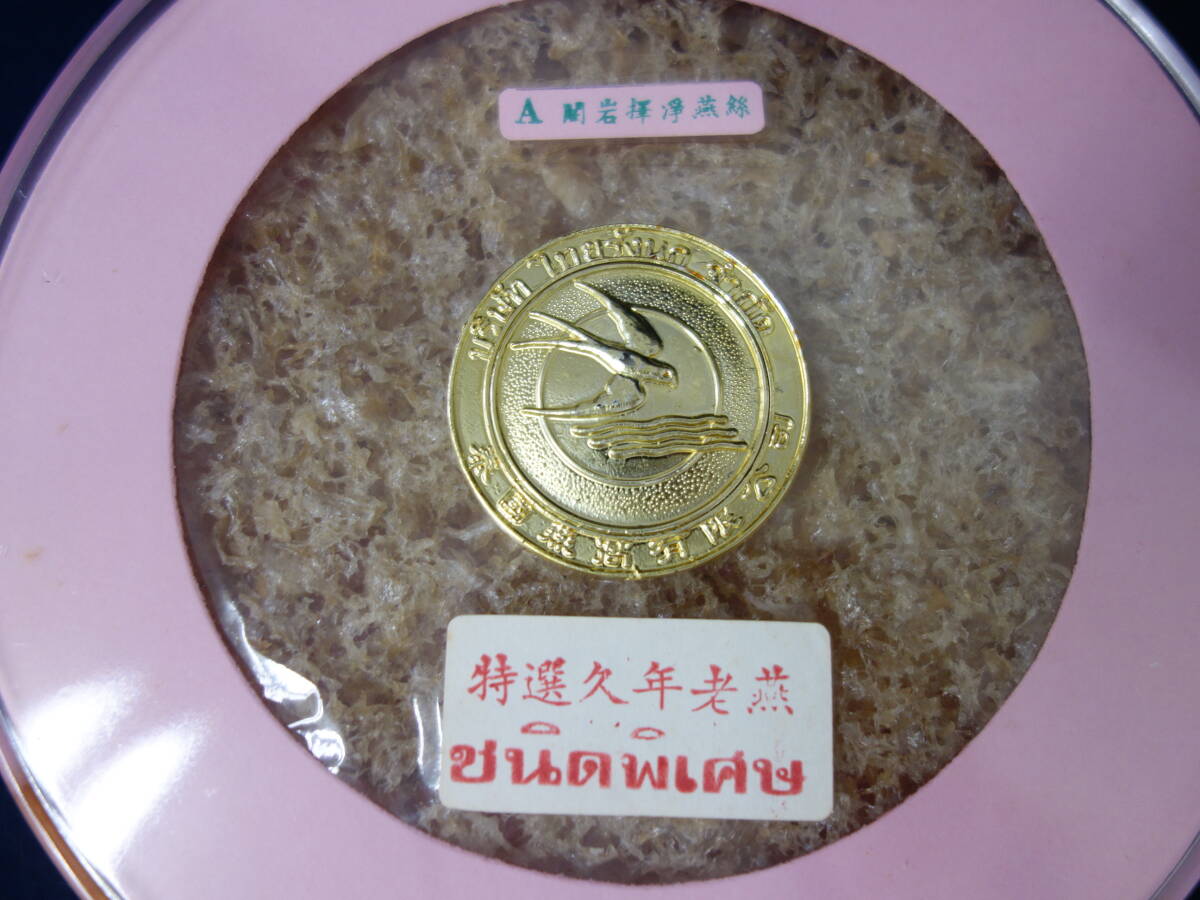 A 蘭岩擇淨燕絲
บริษัท ไทยรังนก จำกัด
泰國燕窩有限公司
特選久年老燕
ชนิดพิเศษ